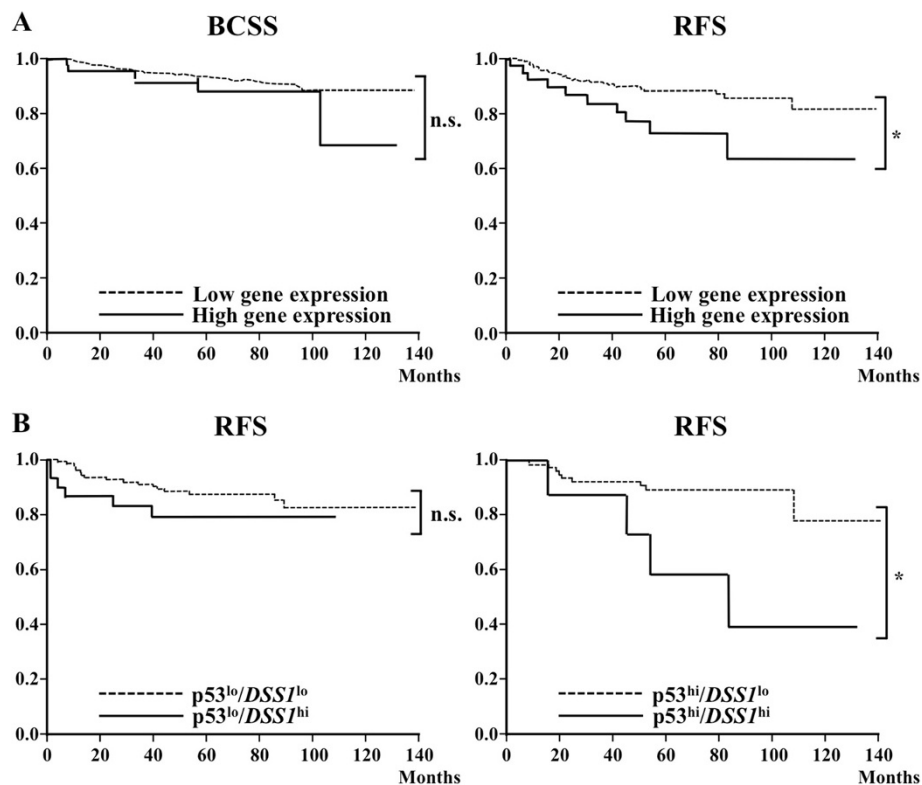 A
BCSS
RFS
1.0
0.8
0.6
0.4
0.2
0.0
n.s.
Low gene expression
High gene expression
0 20 40 60 80 100 120 140
Months
1.0
0.8
0.6
0.4
0.2
0.0
*
Low gene expression
High gene expression
0 20 40 60 80 100 120 140
Months
B
RFS
RFS
1.0
0.8
0.6
0.4
0.2
0.0
n.s.
p53lo/DSS1lo
p53lo/DSS1hi
0 20 40 60 80 100 120 140
Months
1.0
0.8
0.6
0.4
0.2
0.0
*
p53hi/DSS1lo
p53hi/DSS1hi
0 20 40 60 80 100 120 140
Months